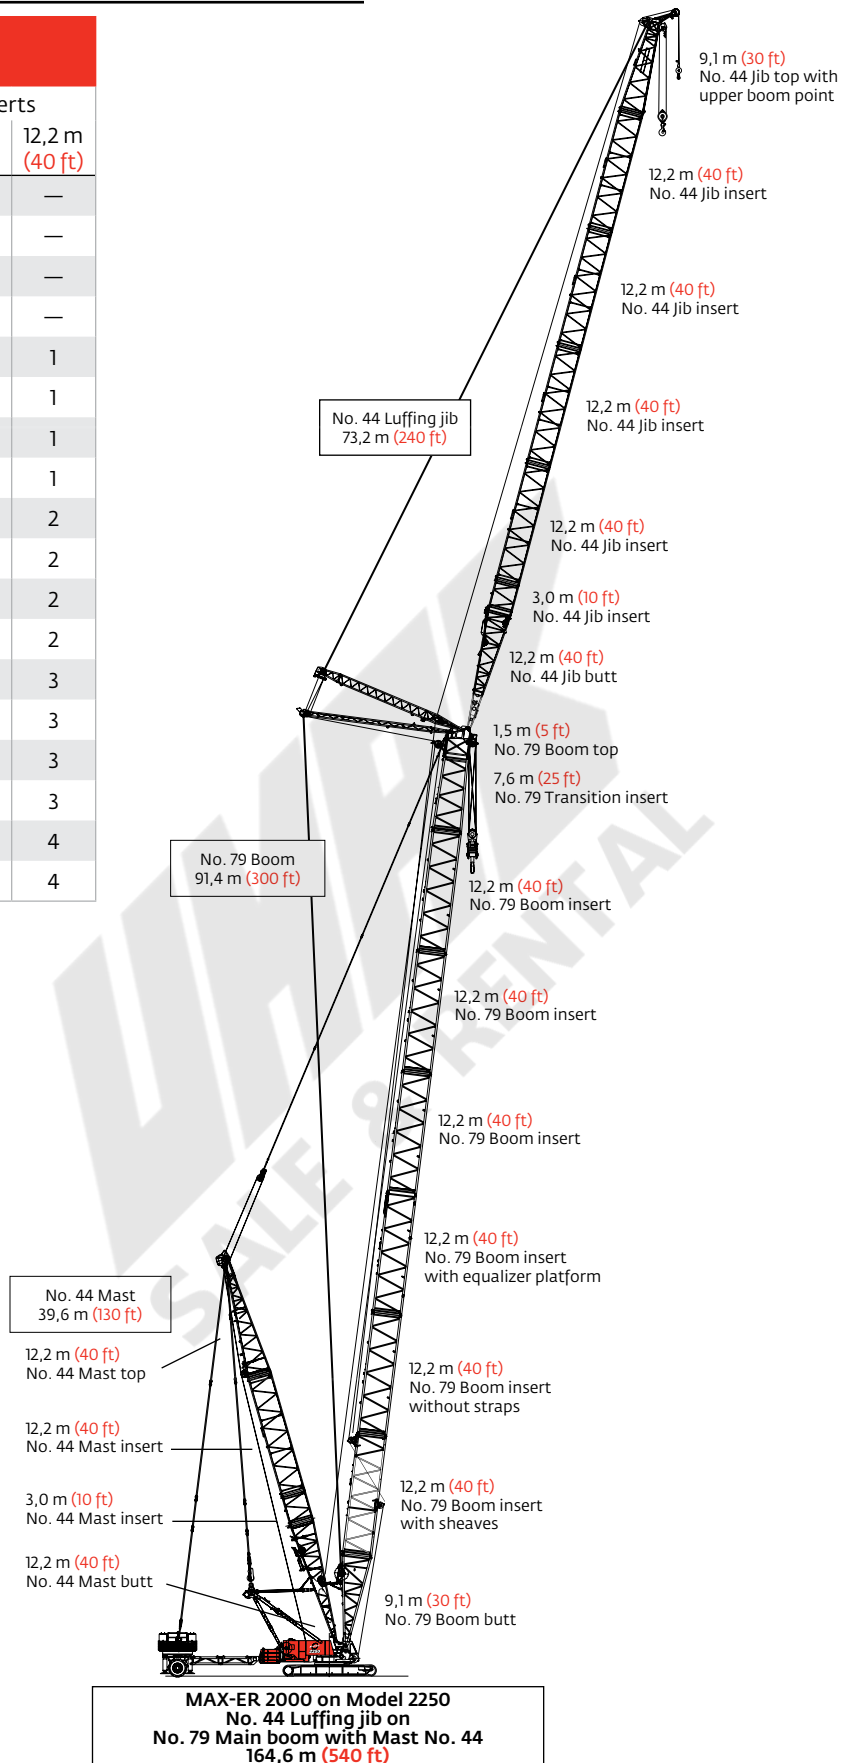 erts
12,2 m
(40 ft)
—
—
—
—
1
1
1
1
2
2
2
2
3
3
3
3
4
4
9,1 m (30 ft)
No. 44 Jib top with
upper boom point
12,2 m (40 ft)
No. 44 Jib insert
12,2 m (40 ft)
No. 44 Jib insert
12,2 m (40 ft)
No. 44 Jib insert
No. 44 Luffing jib
73,2 m (240 ft)
12,2 m (40 ft)
No. 44 Jib insert
3,0 m (10 ft)
No. 44 Jib insert
12,2 m (40 ft)
No. 44 Jib butt
1,5 m (5 ft)
No. 79 Boom top
7,6 m (25 ft)
No. 79 Transition insert
No. 79 Boom
91,4 m (300 ft)
12,2 m (40 ft)
No. 79 Boom insert
12,2 m (40 ft)
No. 79 Boom insert
12,2 m (40 ft)
No. 79 Boom insert
12,2 m (40 ft)
No. 79 Boom insert
with equalizer platform
No. 44 Mast
39,6 m (130 ft)
12,2 m (40 ft)
No. 44 Mast top
12,2 m (40 ft)
No. 79 Boom insert
without straps
12,2 m (40 ft)
No. 44 Mast insert
12,2 m (40 ft)
No. 79 Boom insert
with sheaves
3,0 m (10 ft)
No. 44 Mast insert
12,2 m (40 ft)
No. 44 Mast butt
9,1 m (30 ft)
No. 79 Boom butt
SALE & RENTAL
MAX-ER 2000 on Model 2250
No. 44 Luffing jib on
No. 79 Main boom with Mast No. 44
164,6 m (540 ft)